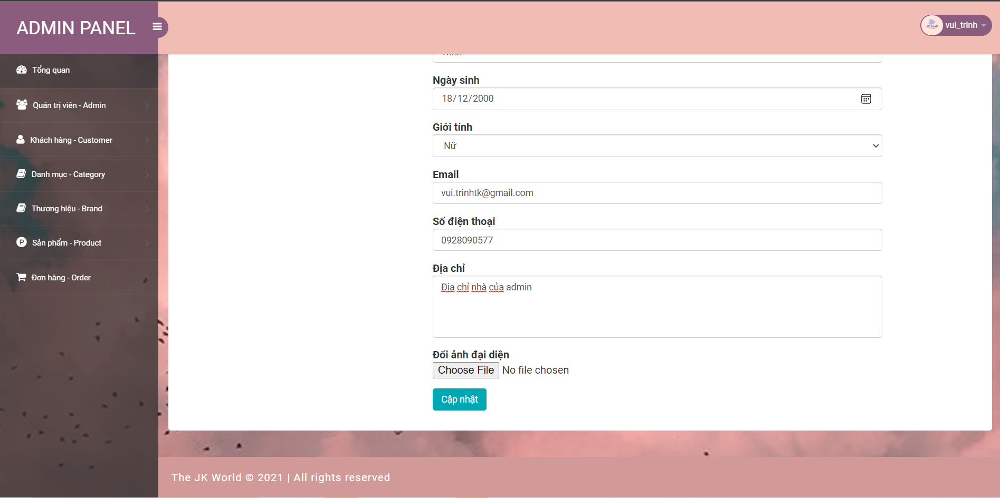 ADMIN PANEL
vui_trinh
Tổng quan
Quản trị viên - Admin
Khách hàng - Customer
Danh mục - Category
Thương hiệu - Brand
Sản phẩm - Product
Đơn hàng - Order
Ngày sinh
18/12/2000
Giới tính
Nữ
Email
vui.trinhtk@gmail.com
Số điện thoại
0928090577
Địa chỉ
Địa chỉ nhà của admin
Đổi ảnh đại diện
Choose File No file chosen
Cập nhật
The JK World © 2021 | All rights reserved